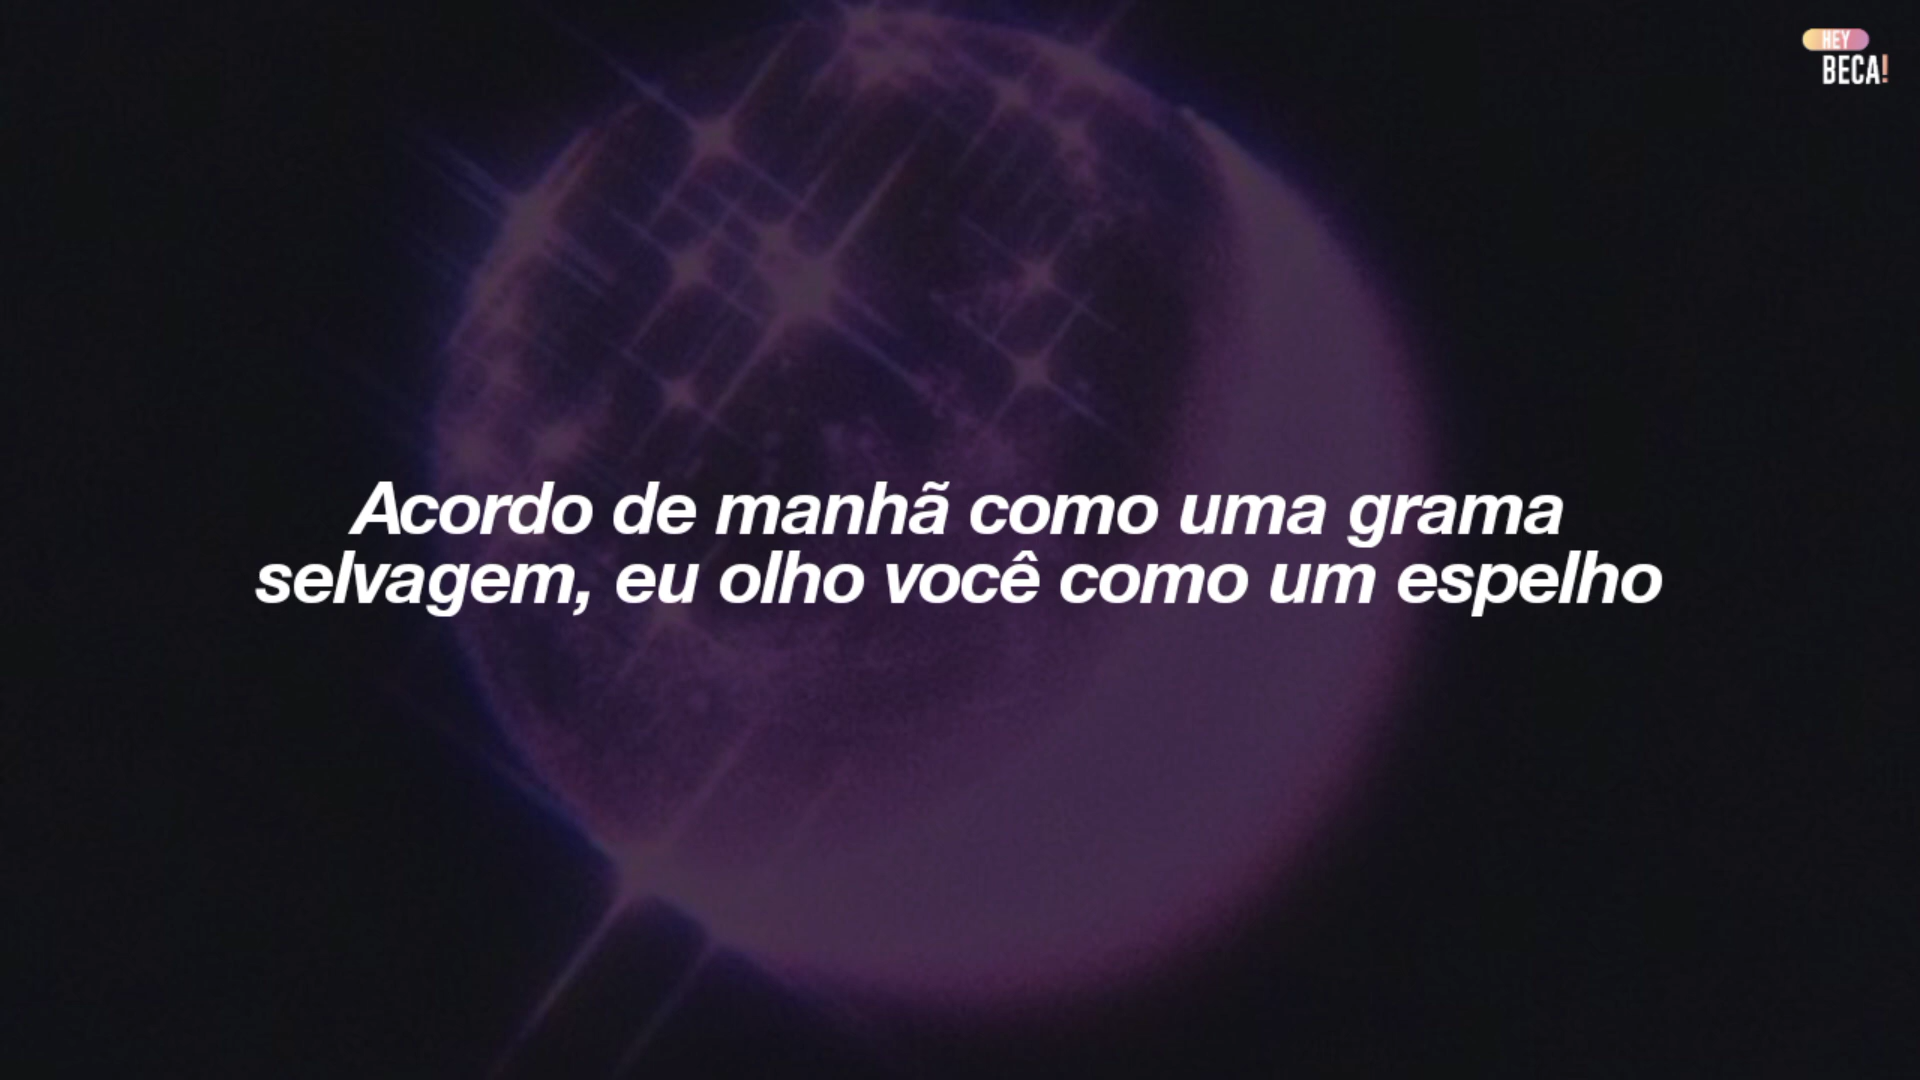 HEY
BECA!
Acordo de manhã como uma grama
selvagem, eu olho você como um espelho